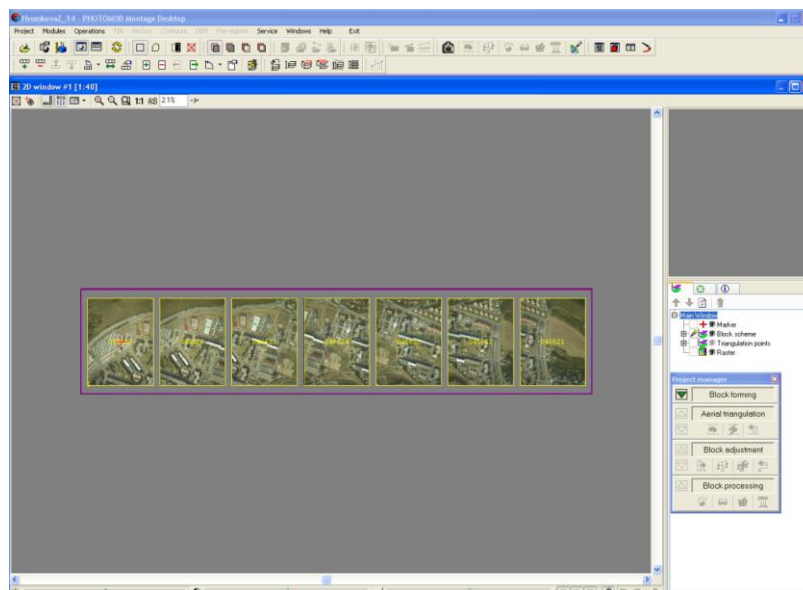 HromkovaZ_14 - PHOTOMOD Montage Desktop
Project Modules Operations TIN Vectors Contours DEM Pre-regions Service Windows Help Exit
2D window #1 [1:48]
1:1 2.1%
Main Window
Marker
Block scheme
Triangulation points
Raster
Project manager
Block forming
Aerial triangulation
Block adjustment
Block processing